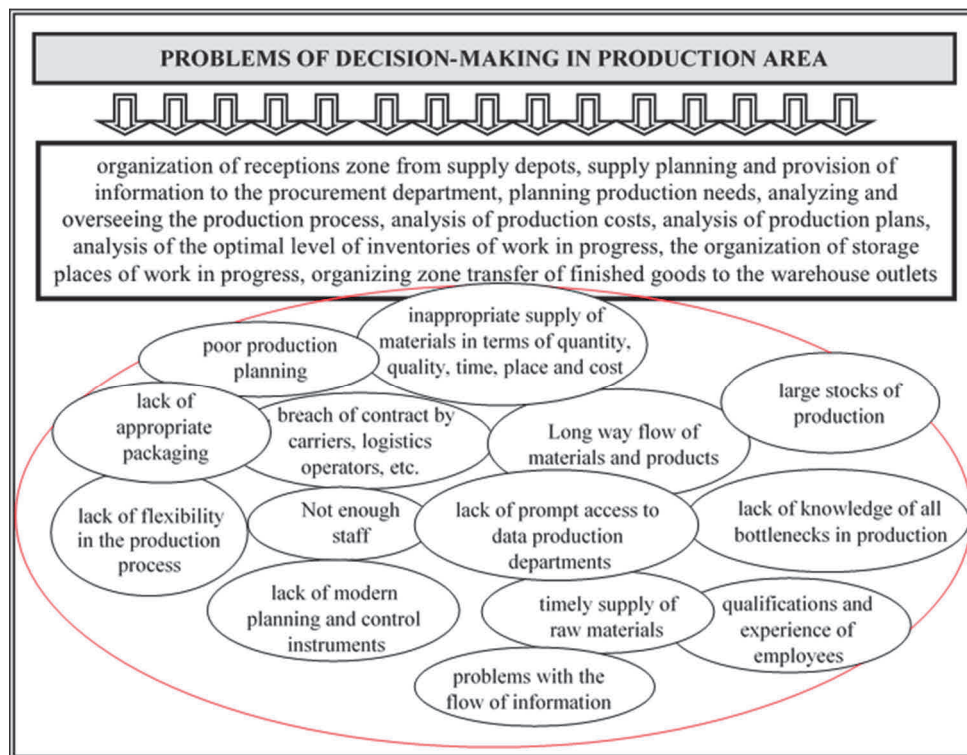 PROBLEMS OF DECISION-MAKING IN PRODUCTION AREA
organization of receptions zone from supply depots, supply planning and provision of
information to the procurement department, planning production needs, analyzing and
overseeing the production process, analysis of production costs, analysis of production plans,
analysis of the optimal level of inventories of work in progress, the organization of storage
places of work in progress, organizing zone transfer of finished goods to the warehouse outlets
inappropriate supply of
materials in terms of quantity,
quality, time, place and cost
poor production
planning
large stocks of
production
lack of
appropriate
packaging
breach of contract by
carriers, logistics
operators, etc.
Long way flow of
materials and products
lack of flexibility
in the production
process
Not enough
staff
lack of prompt access to
data production
departments
lack of knowledge of all
bottlenecks in production
lack of modern
planning and control
instruments
timely supply of
raw materials
qualifications and
experience of
employees
problems with the
flow of information